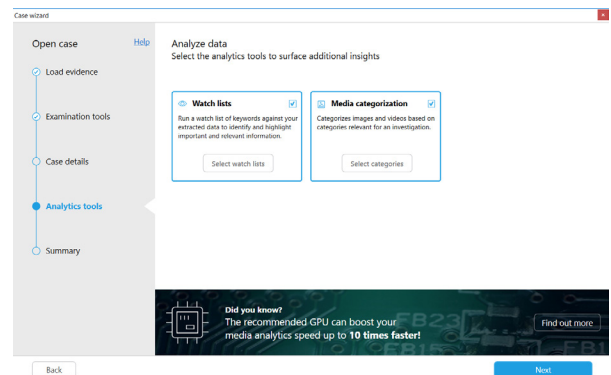 Case wizard
Open case
Help
Load evidence
Examination tools
Case details
Analytics tools
Summary
Analyze data
Select the analytics tools to surface additional insights
Watch lists
Run a watch list of keywords against your
extracted data to identify and highlight
important and relevant information.
Select watch lists
Media categorization
Categorizes images and videos based on
categories relevant for an investigation.
Select categories
Did you know?
The recommended GPU can boost your
media analytics speed up to 10 times faster!
Find out more
Back
Next